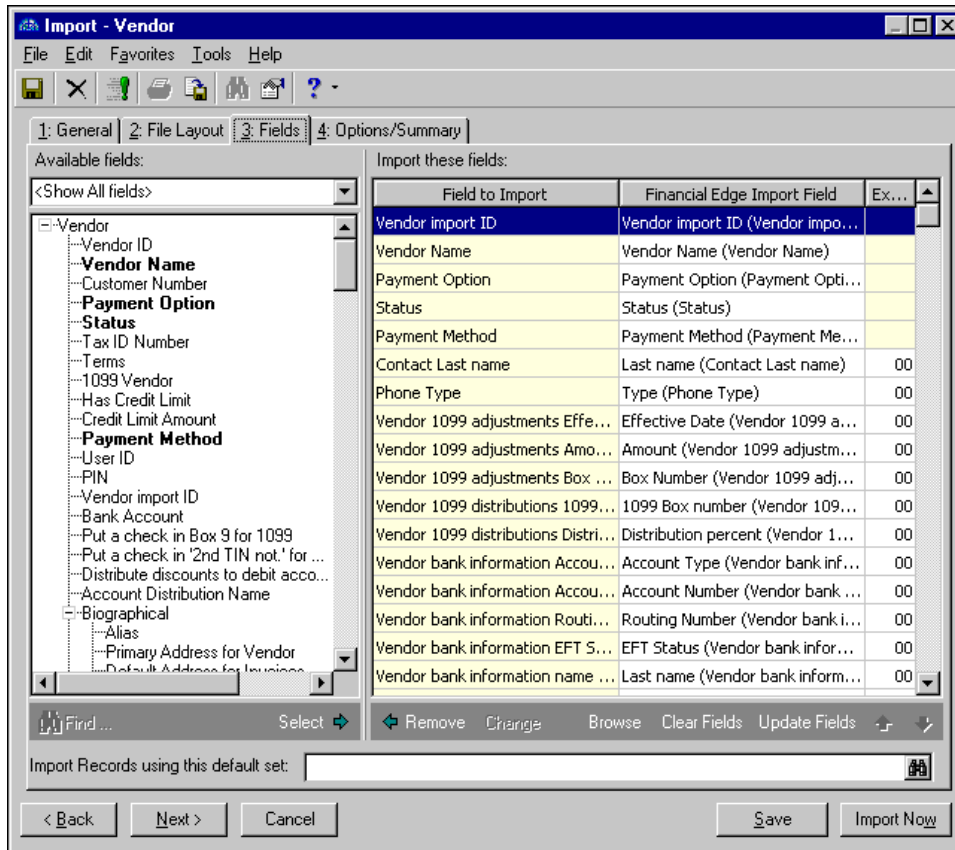 Import - Vendor
File Edit Favorites Tools Help
1: General 2: File Layout 3: Fields 4: Options/Summary
Available fields:
<Show All fields>
Vendor
Vendor ID
Vendor Name
Customer Number
Payment Option
Status
Tax ID Number
Terms
1099 Vendor
Has Credit Limit
Credit Limit Amount
Payment Method
User ID
PIN
Vendor import ID
Bank Account
Put a check in Box 9 for 1099
Put a check in '2nd TIN not.' for ...
Distribute discounts to debit acco...
Account Distribution Name
Biographical
Alias
Primary Address for Vendor
Default Address for Invoices
Find ... Select
Import these fields:
Field to Import Financial Edge Import Field Ex...
Vendor import ID Vendor import ID (Vendor impo...
Vendor Name Vendor Name (Vendor Name)
Payment Option Payment Option (Payment Opti...
Status Status (Status)
Payment Method Payment Method (Payment Me...
Contact Last name Last name (Contact Last name) 00
Phone Type Type (Phone Type) 00
Vendor 1099 adjustments Effe... Effective Date (Vendor 1099 a... 00
Vendor 1099 adjustments Amo... Amount (Vendor 1099 adjustm... 00
Vendor 1099 adjustments Box ... Box Number (Vendor 1099 adj... 00
Vendor 1099 distributions 1099... 1099 Box number (Vendor 109... 00
Vendor 1099 distributions Distri... Distribution percent (Vendor 1... 00
Vendor bank information Accou... Account Type (Vendor bank inf... 00
Vendor bank information Accou... Account Number (Vendor bank ... 00
Vendor bank information Routi... Routing Number (Vendor bank i... 00
Vendor bank information EFT S... EFT Status (Vendor bank infor... 00
Vendor bank information name ... Last name (Vendor bank inform... 00
Remove Change Browse Clear Fields Update Fields
Import Records using this default set:
< Back Next > Cancel Save Import Now